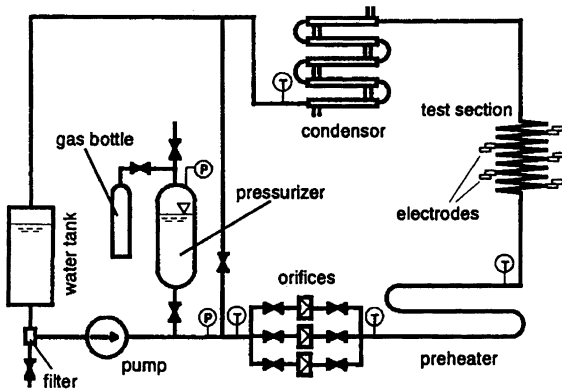 T
condensor
test section
gas bottle
P
pressurizer
electrodes
water tank
T
orifices
P
T
T
pump
preheater
filter